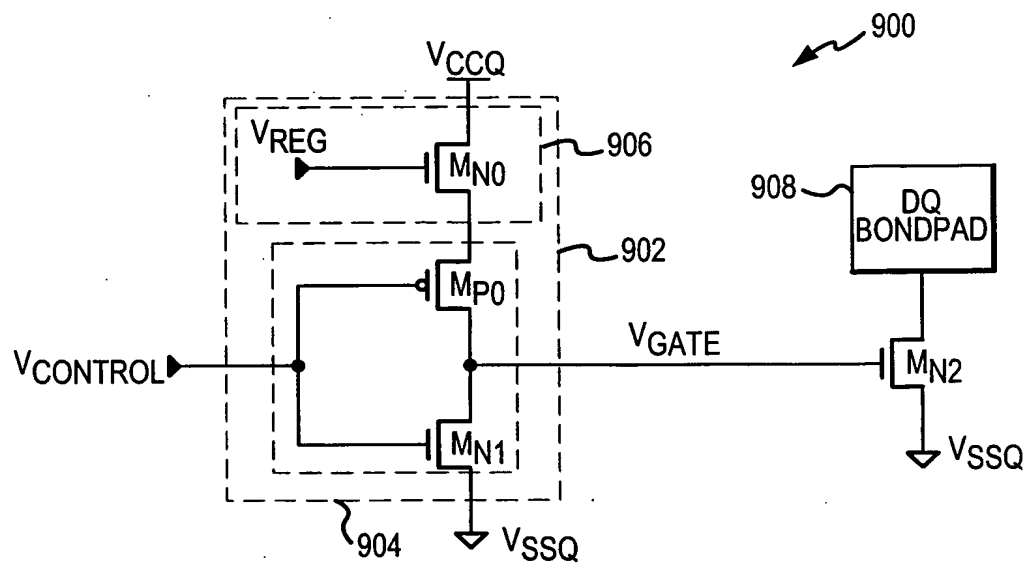 900
VCCQ
VREG
MN0
906
908
DQ
BONDPAD
902
MP0
VCONTROL
VGATE
MN2
MN1
VSSQ
904
VSSQ